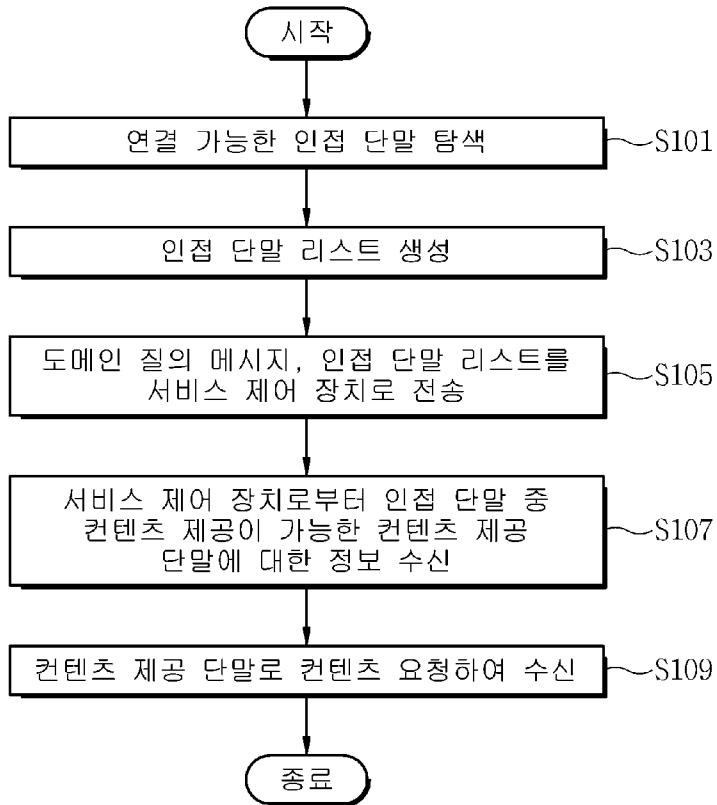 시작
연결 가능한 인접 단말 탐색
S101
인접 단말 리스트 생성
S103
도메인 질의 메시지, 인접 단말 리스트를
서비스 제어 장치로 전송
S105
서비스 제어 장치로부터 인접 단말 중
컨텐츠 제공이 가능한 컨텐츠 제공
단말에 대한 정보 수신
S107
컨텐츠 제공 단말로 컨텐츠 요청하여 수신
S109
종료